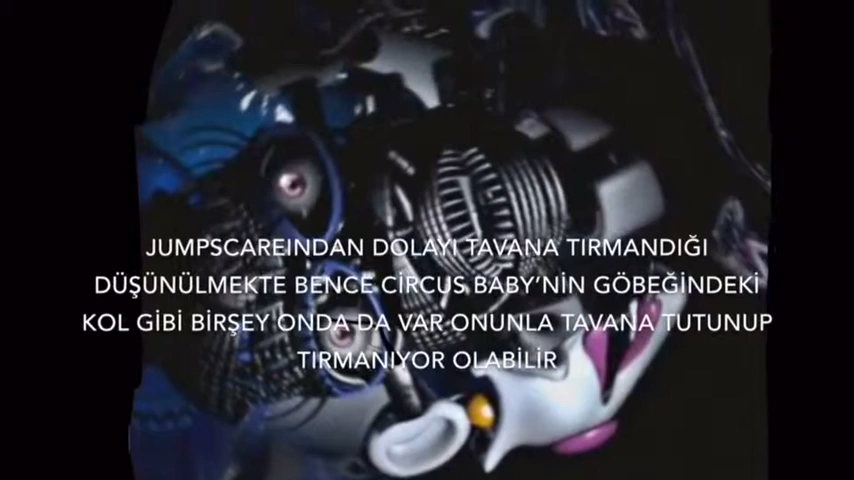 JUMPSCAREINDAN DOLAYI TAVANA TIRMANDIĞI
DÜŞÜNÜLMEKTE BENCE CİRCUS BABY'NİN GÖBEĞİNDEKİ
KOL GİBİ BİRŞEY ONDA DA VAR ONUNLA TAVANA TUTUNUP
TIRMANIYOR OLABİLİR